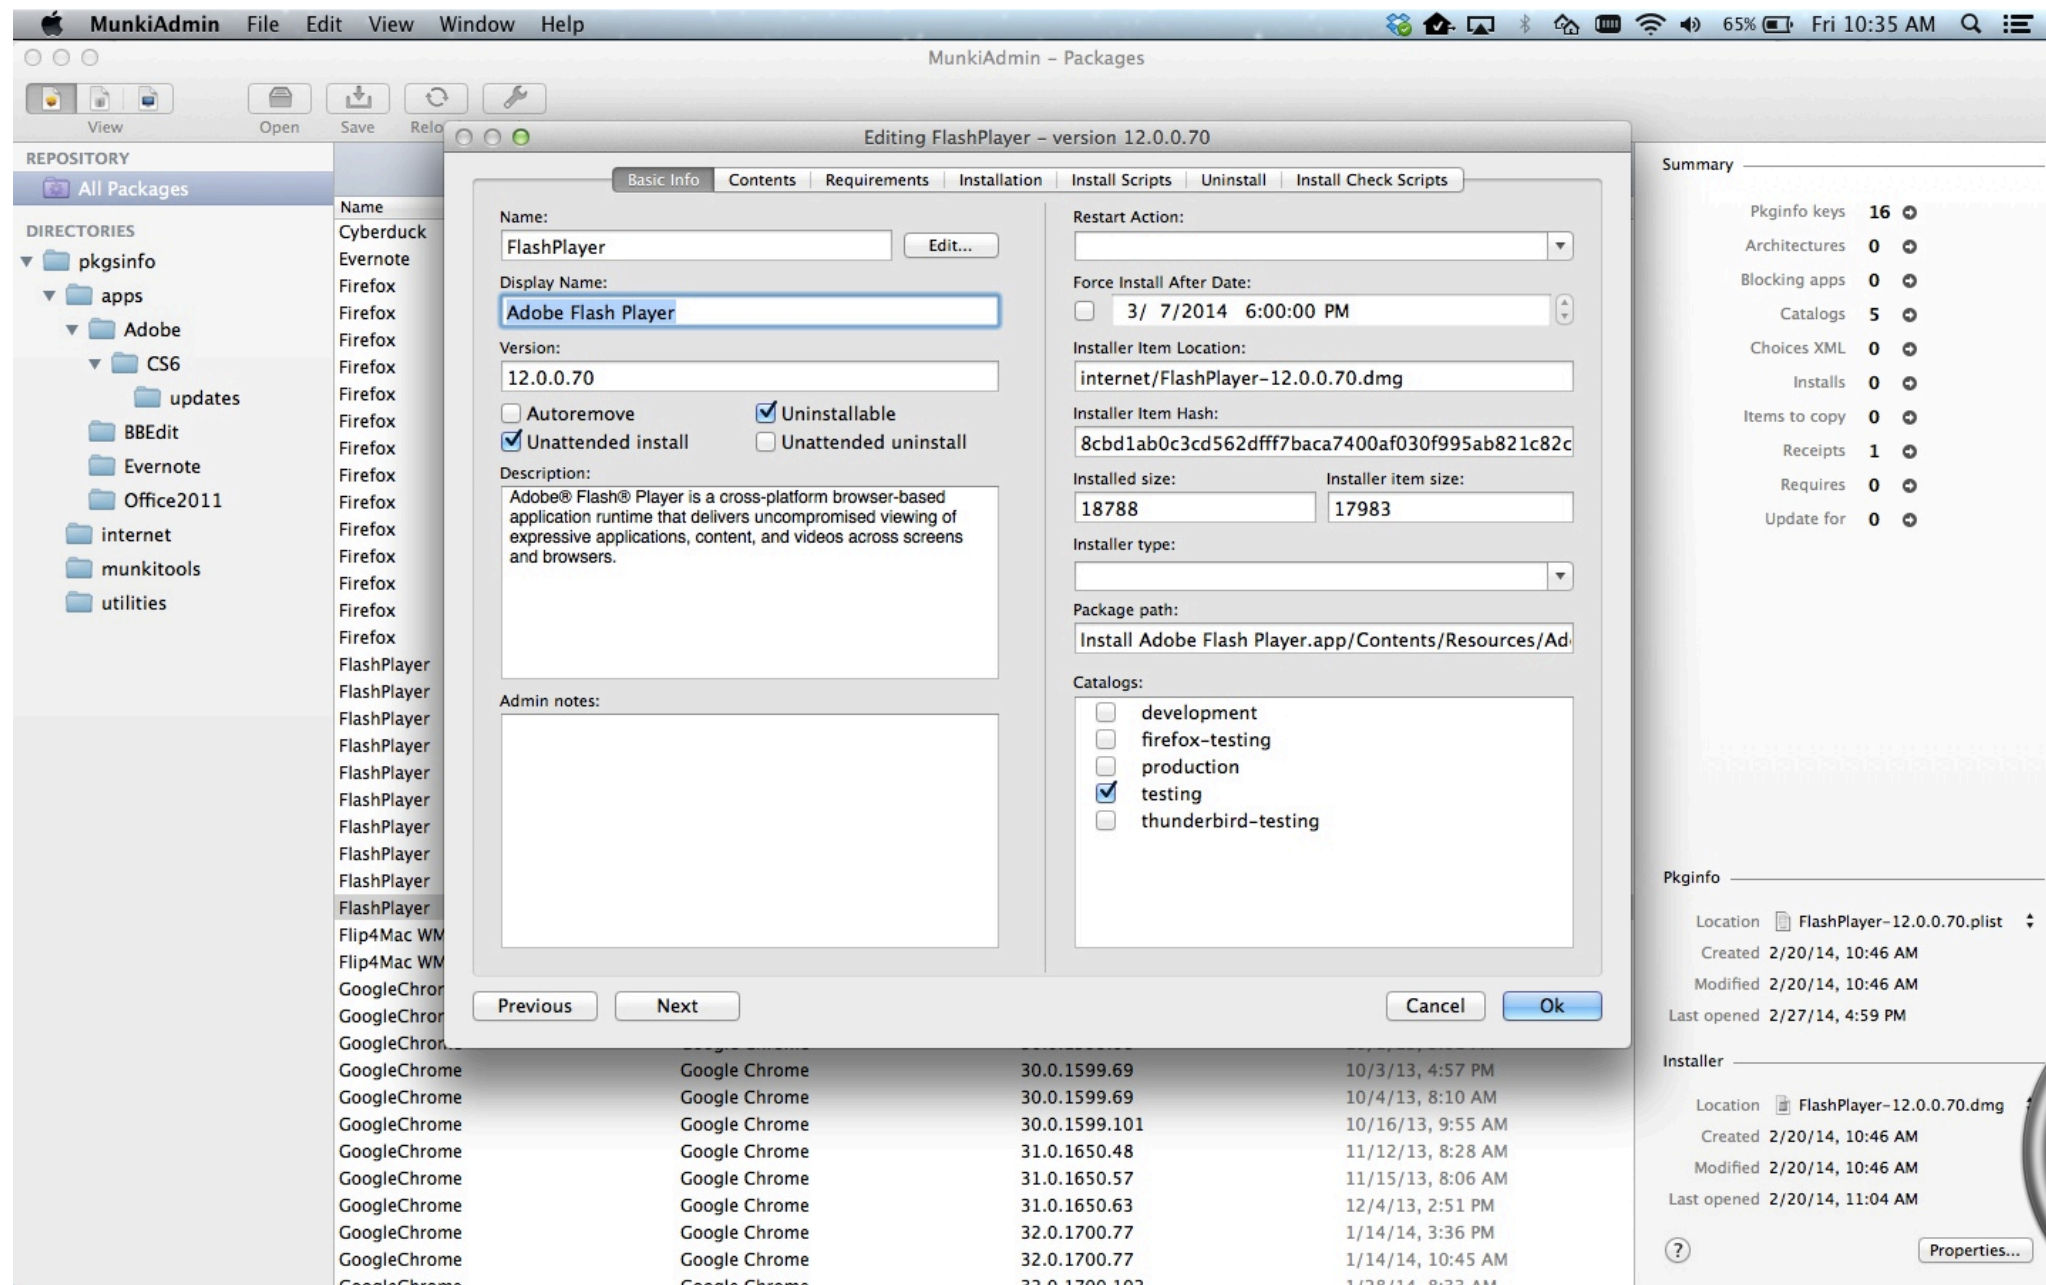 MunkiAdmin File Edit View Window Help 65% Fri 10:35 AM
MunkiAdmin – Packages
View Open Save Relo
REPOSITORY
All Packages
DIRECTORIES
pkgsinfo
apps
Adobe
CS6
updates
BBEdit
Evernote
Office2011
internet
munkitools
utilities
Name
Cyberduck
Evernote
Firefox
Firefox
Firefox
Firefox
Firefox
Firefox
Firefox
Firefox
Firefox
Firefox
Firefox
Firefox
Firefox
Firefox
FlashPlayer
FlashPlayer
FlashPlayer
FlashPlayer
FlashPlayer
FlashPlayer
FlashPlayer
FlashPlayer
FlashPlayer
FlashPlayer
Flip4Mac WM
Flip4Mac WM
GoogleChror
GoogleChror
GoogleChrom
GoogleChrome Google Chrome 30.0.1599.69 10/3/13, 4:57 PM
GoogleChrome Google Chrome 30.0.1599.69 10/4/13, 8:10 AM
GoogleChrome Google Chrome 30.0.1599.101 10/16/13, 9:55 AM
GoogleChrome Google Chrome 31.0.1650.48 11/12/13, 8:28 AM
GoogleChrome Google Chrome 31.0.1650.57 11/15/13, 8:06 AM
GoogleChrome Google Chrome 31.0.1650.63 12/4/13, 2:51 PM
GoogleChrome Google Chrome 32.0.1700.77 1/14/14, 3:36 PM
GoogleChrome Google Chrome 32.0.1700.77 1/14/14, 10:45 AM
Editing FlashPlayer – version 12.0.0.70
Basic Info Contents Requirements Installation Install Scripts Uninstall Install Check Scripts
Name:
FlashPlayer Edit...
Display Name:
Adobe Flash Player
Version:
12.0.0.70
Autoremove Uninstallable
Unattended install Unattended uninstall
Description:
Adobe® Flash® Player is a cross-platform browser-based
application runtime that delivers uncompromised viewing of
expressive applications, content, and videos across screens
and browsers.
Admin notes:
Restart Action:
Force Install After Date:
3/ 7/2014 6:00:00 PM
Installer Item Location:
internet/FlashPlayer-12.0.0.70.dmg
Installer Item Hash:
8cbd1ab0c3cd562dfff7baca7400af030f995ab821c82c
Installed size: Installer item size:
18788 17983
Installer type:
Package path:
Install Adobe Flash Player.app/Contents/Resources/Ad
Catalogs:
development
firefox-testing
production
testing
thunderbird-testing
Previous Next Cancel Ok
Summary
Pkginfo keys 16
Architectures 0
Blocking apps 0
Catalogs 5
Choices XML 0
Installs 0
Items to copy 0
Receipts 1
Requires 0
Update for 0
Pkginfo
Location FlashPlayer-12.0.0.70.plist
Created 2/20/14, 10:46 AM
Modified 2/20/14, 10:46 AM
Last opened 2/27/14, 4:59 PM
Installer
Location FlashPlayer-12.0.0.70.dmg
Created 2/20/14, 10:46 AM
Modified 2/20/14, 10:46 AM
Last opened 2/20/14, 11:04 AM
? Properties...